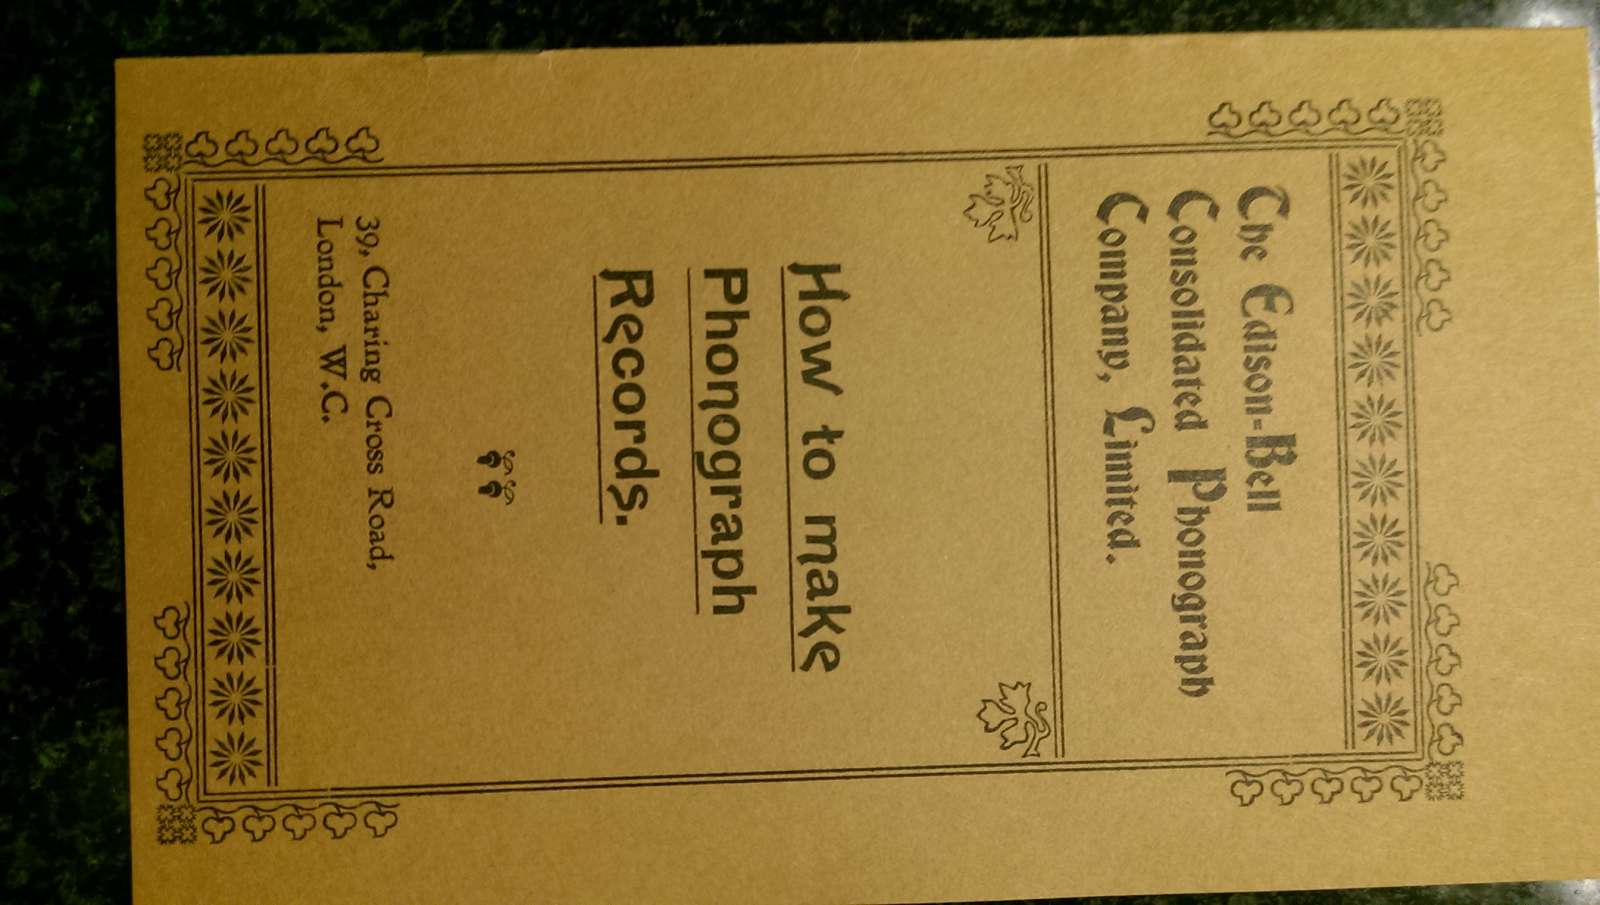 The Edison-Bell
Consolidated Phonograph
Company, Limited.
How to make
Phonograph
Records.
39, Charing Cross Road,
London, W.C.